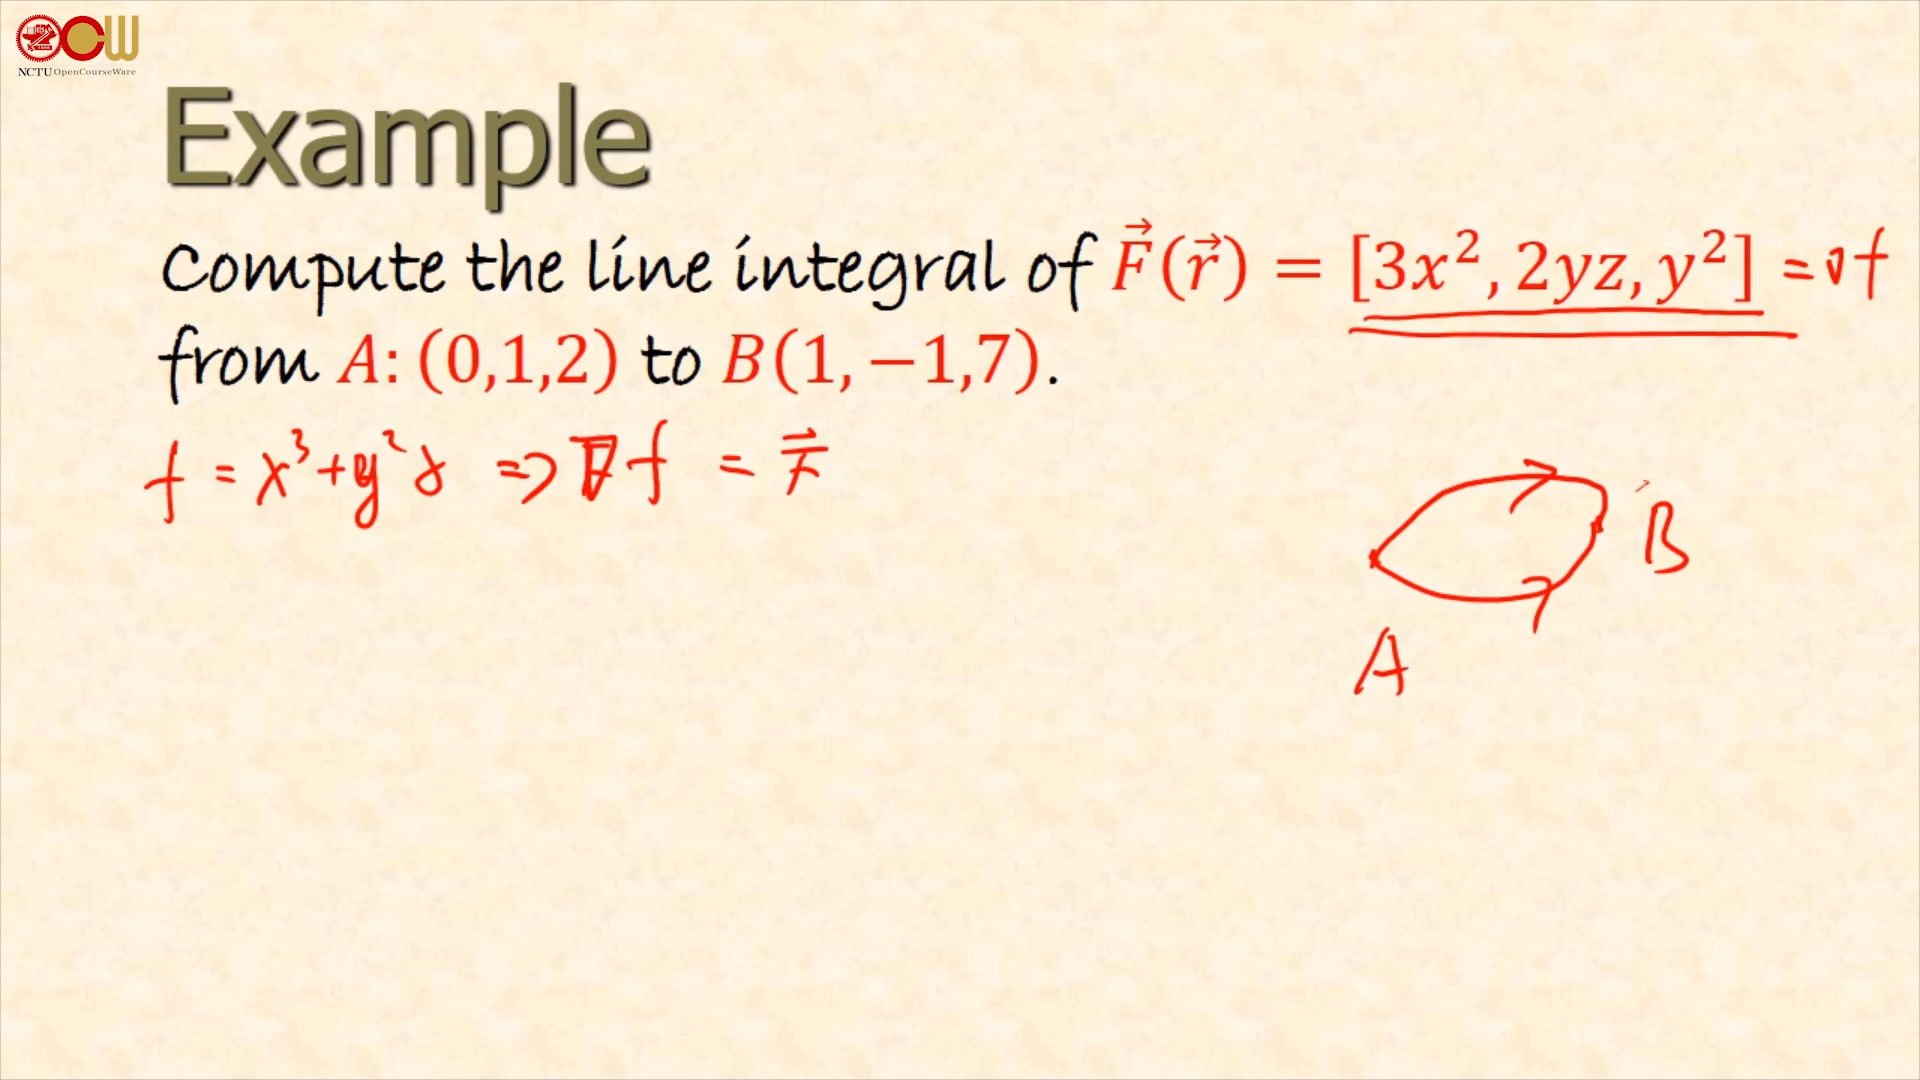 OCW
NCTU OpenCourseWare
Example
Compute the line integral of F⃗(r⃗) = [3x², 2yz, y²] = ∇f
from A: (0,1,2) to B(1, −1,7).
f = x³+y²z ⇒ ∇f = F⃗
B
A